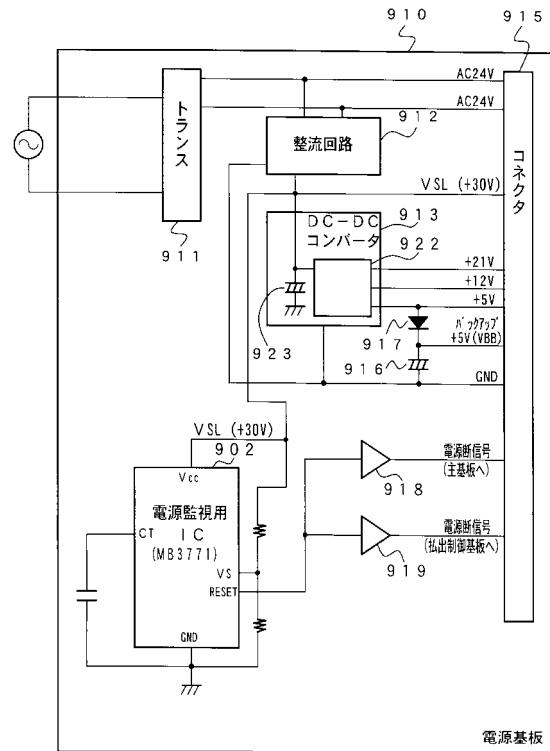 910
915
AC24V
AC24V
トランス
911
整流回路
912
コネクタ
VSL (+30V)
DC-DC
コンバータ
913
922
+21V
+12V
+5V
923
917
バックアップ
+5V(VBB)
916
GND
VSL (+30V)
902
Vcc
電源監視用
IC
(MB3771)
CT
VS
RESET
GND
918
電源断信号
(主基板へ)
919
電源断信号
(払出制御基板へ)
電源基板